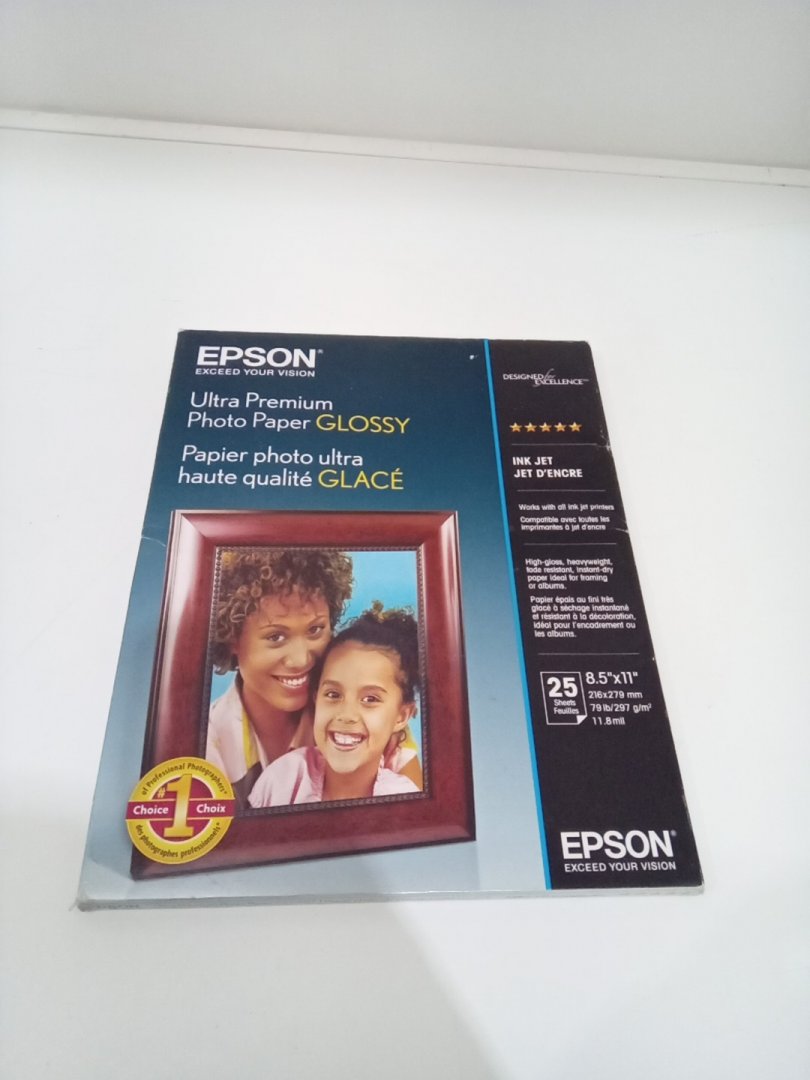 EPSON®
EXCEED YOUR VISION
Ultra Premium
Photo Paper GLOSSY
Papier photo ultra
haute qualité GLACÉ
of Professional Photographers*
#1
Choice
Choix
des photographes professionnels*
DESIGNED for
EXCELLENCE™
INK JET
JET D'ENCRE
Works with all ink jet printers
Compatible avec toutes les
imprimantes à jet d'encre
High-gloss, heavyweight,
fade resistant, instant-dry
paper ideal for framing
or albums.
Papier épais au fini très
glacé à séchage instantané
et résistant à la décoloration,
idéal pour l'encadrement ou
les albums.
25
Sheets
Feuilles
8.5"x11"
216x279 mm
79 lb/297 g/m²
11.8 mil
EPSON®
EXCEED YOUR VISION